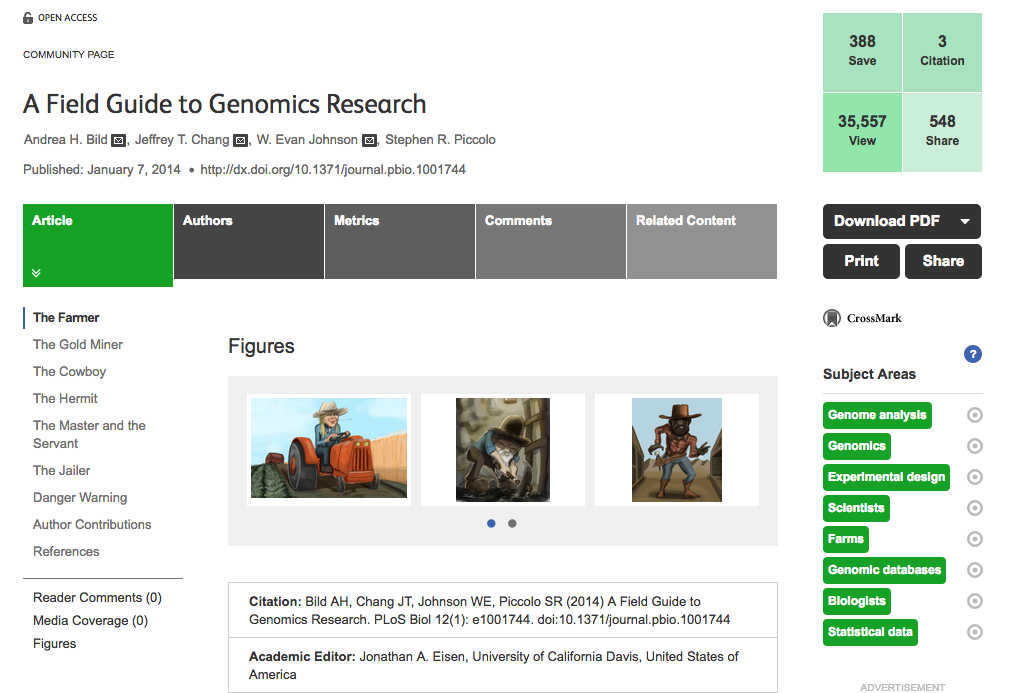 OPEN ACCESS
COMMUNITY PAGE
A Field Guide to Genomics Research
Andrea H. Bild, Jeffrey T. Chang, W. Evan Johnson, Stephen R. Piccolo
Published: January 7, 2014 • http://dx.doi.org/10.1371/journal.pbio.1001744
388
Save
3
Citation
35,557
View
548
Share
Article
Authors
Metrics
Comments
Related Content
Download PDF
Print
Share
CrossMark
The Farmer
The Gold Miner
The Cowboy
The Hermit
The Master and the
Servant
The Jailer
Danger Warning
Author Contributions
References
Reader Comments (0)
Media Coverage (0)
Figures
Figures
Citation: Bild AH, Chang JT, Johnson WE, Piccolo SR (2014) A Field Guide to
Genomics Research. PLoS Biol 12(1): e1001744. doi:10.1371/journal.pbio.1001744
Academic Editor: Jonathan A. Eisen, University of California Davis, United States of
America
?
Subject Areas
Genome analysis
Genomics
Experimental design
Scientists
Farms
Genomic databases
Biologists
Statistical data
ADVERTISEMENT